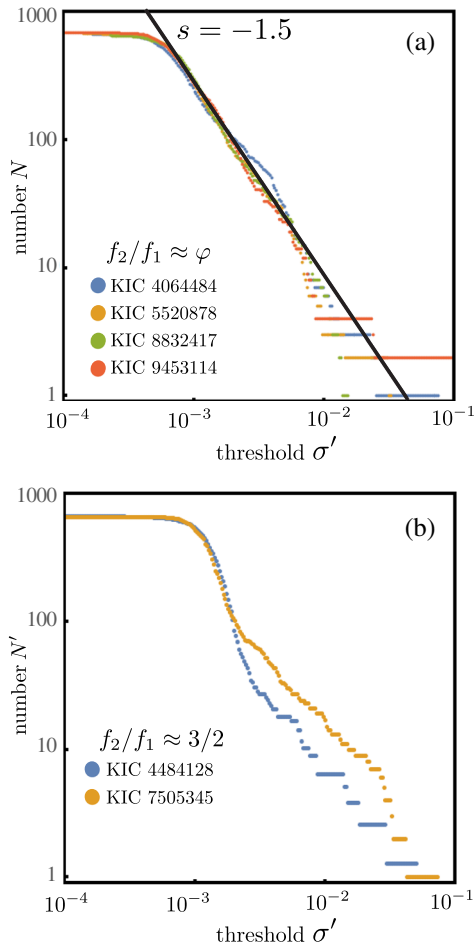 1000
s = −1.5
(a)
100
number N
10
f₂/f₁ ≈ φ
KIC 4064484
KIC 5520878
KIC 8832417
KIC 9453114
1
10⁻⁴
10⁻³
10⁻²
10⁻¹
threshold σ′
1000
(b)
100
number N′
f₂/f₁ ≈ 3/2
10
KIC 4484128
KIC 7505345
1
10⁻⁴
10⁻³
10⁻²
10⁻¹
threshold σ′